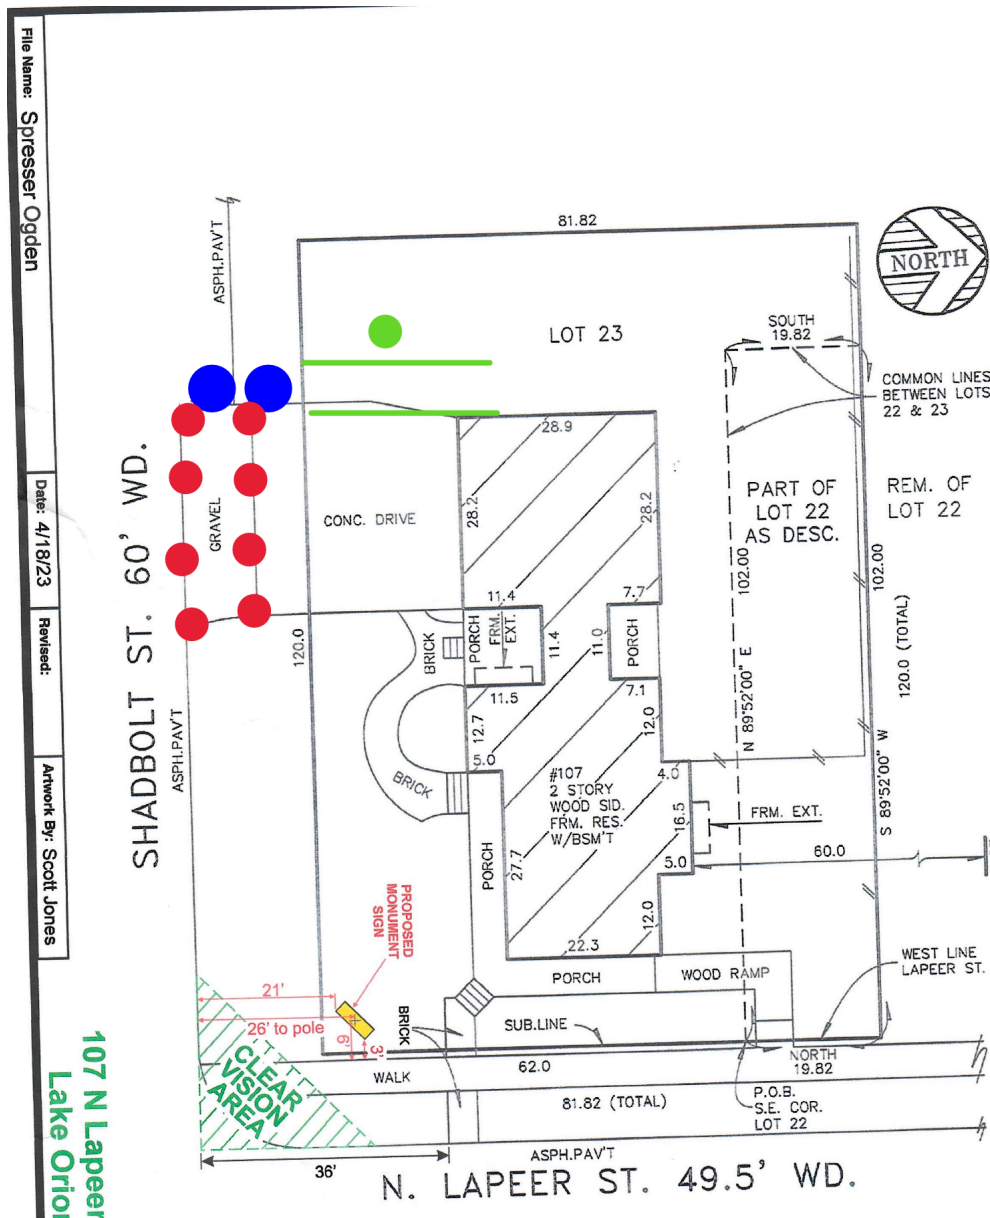 File Name: Spresser Ogden
Date: 4/18/23
Revised:
Artwork By: Scott Jones
107 N Lapeer
Lake Orion
SHADBOLT ST. 60' WD.
ASPH.PAV'T
GRAVEL
ASPH.PAV'T
81.82
NORTH
LOT 23
SOUTH
19.82
COMMON LINES
BETWEEN LOTS
22 & 23
28.9
28.2
28.2
CONC. DRIVE
PART OF
LOT 22
AS DESC.
REM. OF
LOT 22
102.00
102.00
120.0 (TOTAL)
11.4
7.7
120.0
BRICK
PORCH
FRM.
EXT.
11.4
11.0
PORCH
N 89°52'00" E
S 89°52'00" W
11.5
7.1
12.7
12.0
5.0
BRICK
#107
2 STORY
WOOD SID.
FRM. RES.
W/BSM'T
4.0
16.5
FRM. EXT.
PORCH
27.7
5.0
60.0
12.0
PROPOSED
MONUMENT
SIGN
22.3
PORCH
WOOD RAMP
WEST LINE
LAPEER ST.
21'
26' to pole
6'
3'
BRICK
SUB.LINE
CLEAR
VISION
AREA
WALK
62.0
NORTH
19.82
81.82 (TOTAL)
P.O.B.
S.E. COR.
LOT 22
36'
ASPH.PAV'T
N. LAPEER ST. 49.5' WD.